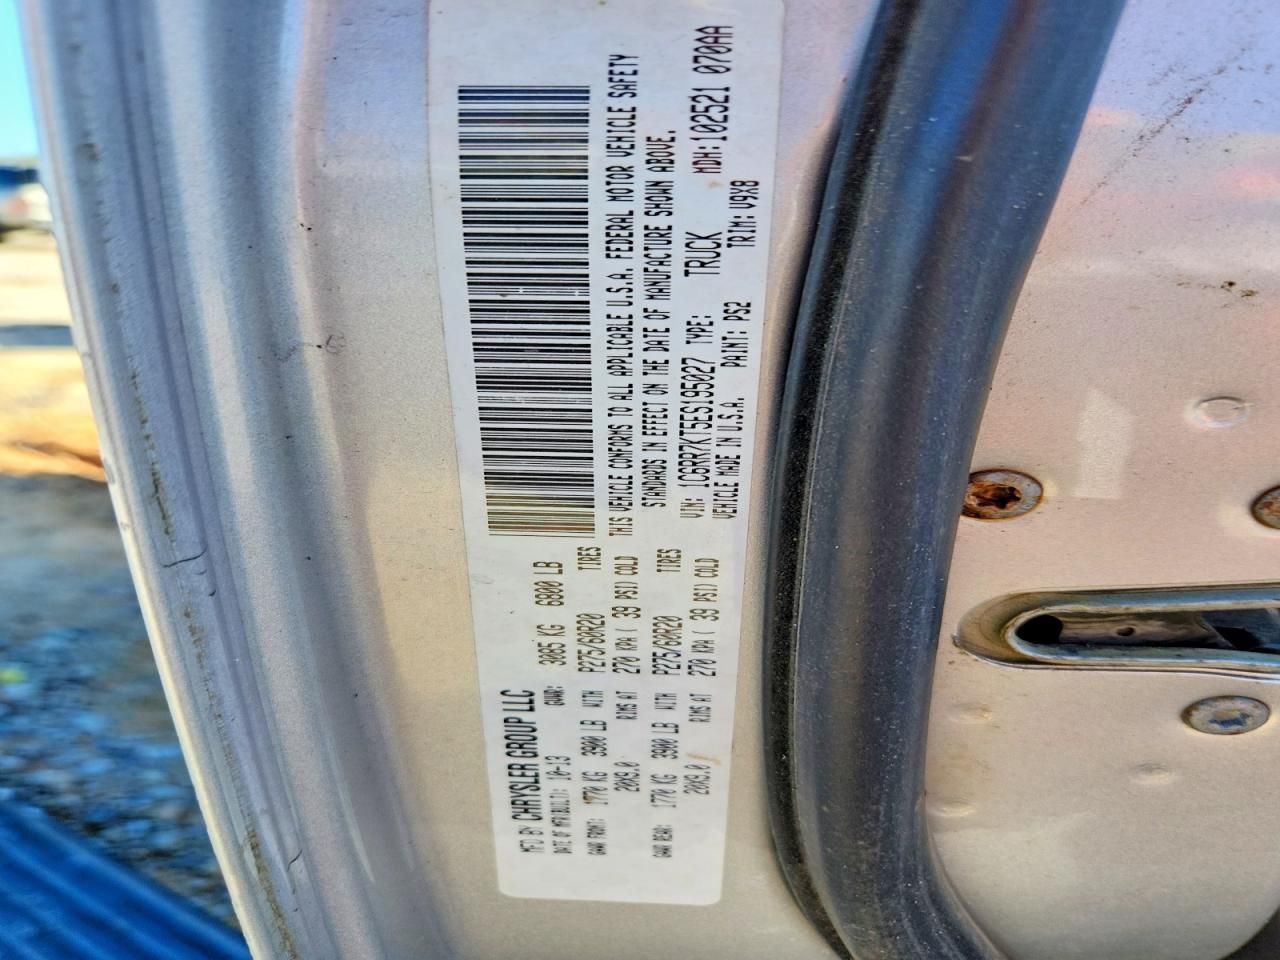 MFD BY CHRYSLER GROUP LLC
DATE OF MFR(BUILT): 10-13 GVWR: 3085 KG 6800 LB
GAWR FRONT: 1770 KG 3900 LB WITH P275/60R20 TIRES
20X9.0 RIMS AT 270 KPA ( 39 PSI) COLD
GAWR REAR: 1770 KG 3900 LB WITH P275/60R20 TIRES
20X9.0 RIMS AT 270 KPA ( 39 PSI) COLD
THIS VEHICLE CONFORMS TO ALL APPLICABLE U.S.A. FEDERAL MOTOR VEHICLE SAFETY
STANDARDS IN EFFECT ON THE DATE OF MANUFACTURE SHOWN ABOVE.
VIN: 1C6RR7KT5ES195027 TYPE: TRUCK MDH: 102521 070AA
VEHICLE MADE IN U.S.A. PAINT: PS2 TRIM: V9X8